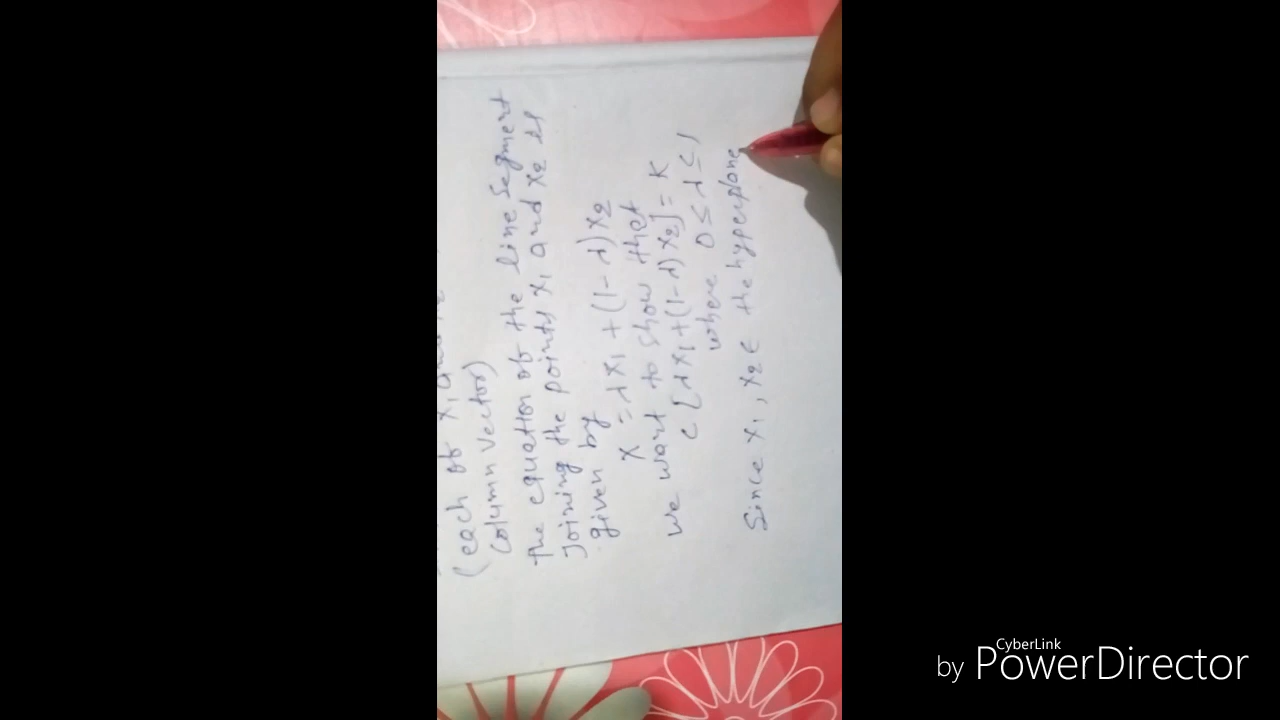 (each of x1 and
column vector)
The equation of the line segment
Joining the points x1 and x2 is
given by
X = λx1 + (1-λ)x2
we want to show that
c[λx1+(1-λ)x2] = K
where 0≤λ≤1
Since x1, x2 ∈ the hyperplane
CyberLink
by PowerDirector